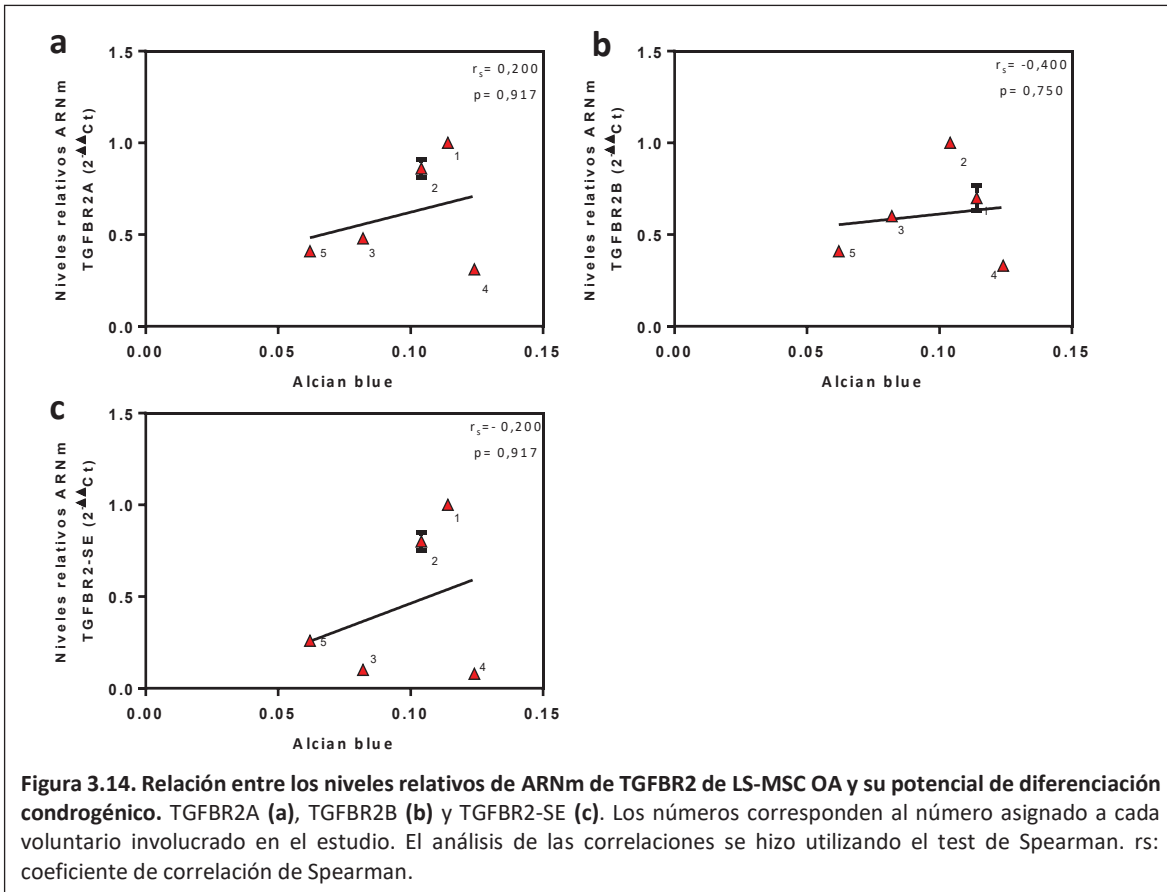 a
Niveles relativos ARNm
TGFBR2A (2^-▲▲Ct)
1.5
1.0
0.5
0.0
rs= 0,200
p= 0,917
1
2
5
3
4
0.00
0.05
0.10
0.15
Alcian blue
b
Niveles relativos ARNm
TGFBR2B (2^-▲▲Ct)
1.5
1.0
0.5
0.0
rs= -0,400
p= 0,750
2
1
3
5
4
0.00
0.05
0.10
0.15
Alcian blue
c
Niveles relativos ARNm
TGFBR2-SE (2^-▲▲Ct)
1.5
1.0
0.5
0.0
rs=- 0,200
p= 0,917
1
2
5
3
4
0.00
0.05
0.10
0.15
Alcian blue
Figura 3.14. Relación entre los niveles relativos de ARNm de TGFBR2 de LS-MSC OA y su potencial de diferenciación
condrogénico. TGFBR2A (a), TGFBR2B (b) y TGFBR2-SE (c). Los números corresponden al número asignado a cada
voluntario involucrado en el estudio. El análisis de las correlaciones se hizo utilizando el test de Spearman. rs:
coeficiente de correlación de Spearman.